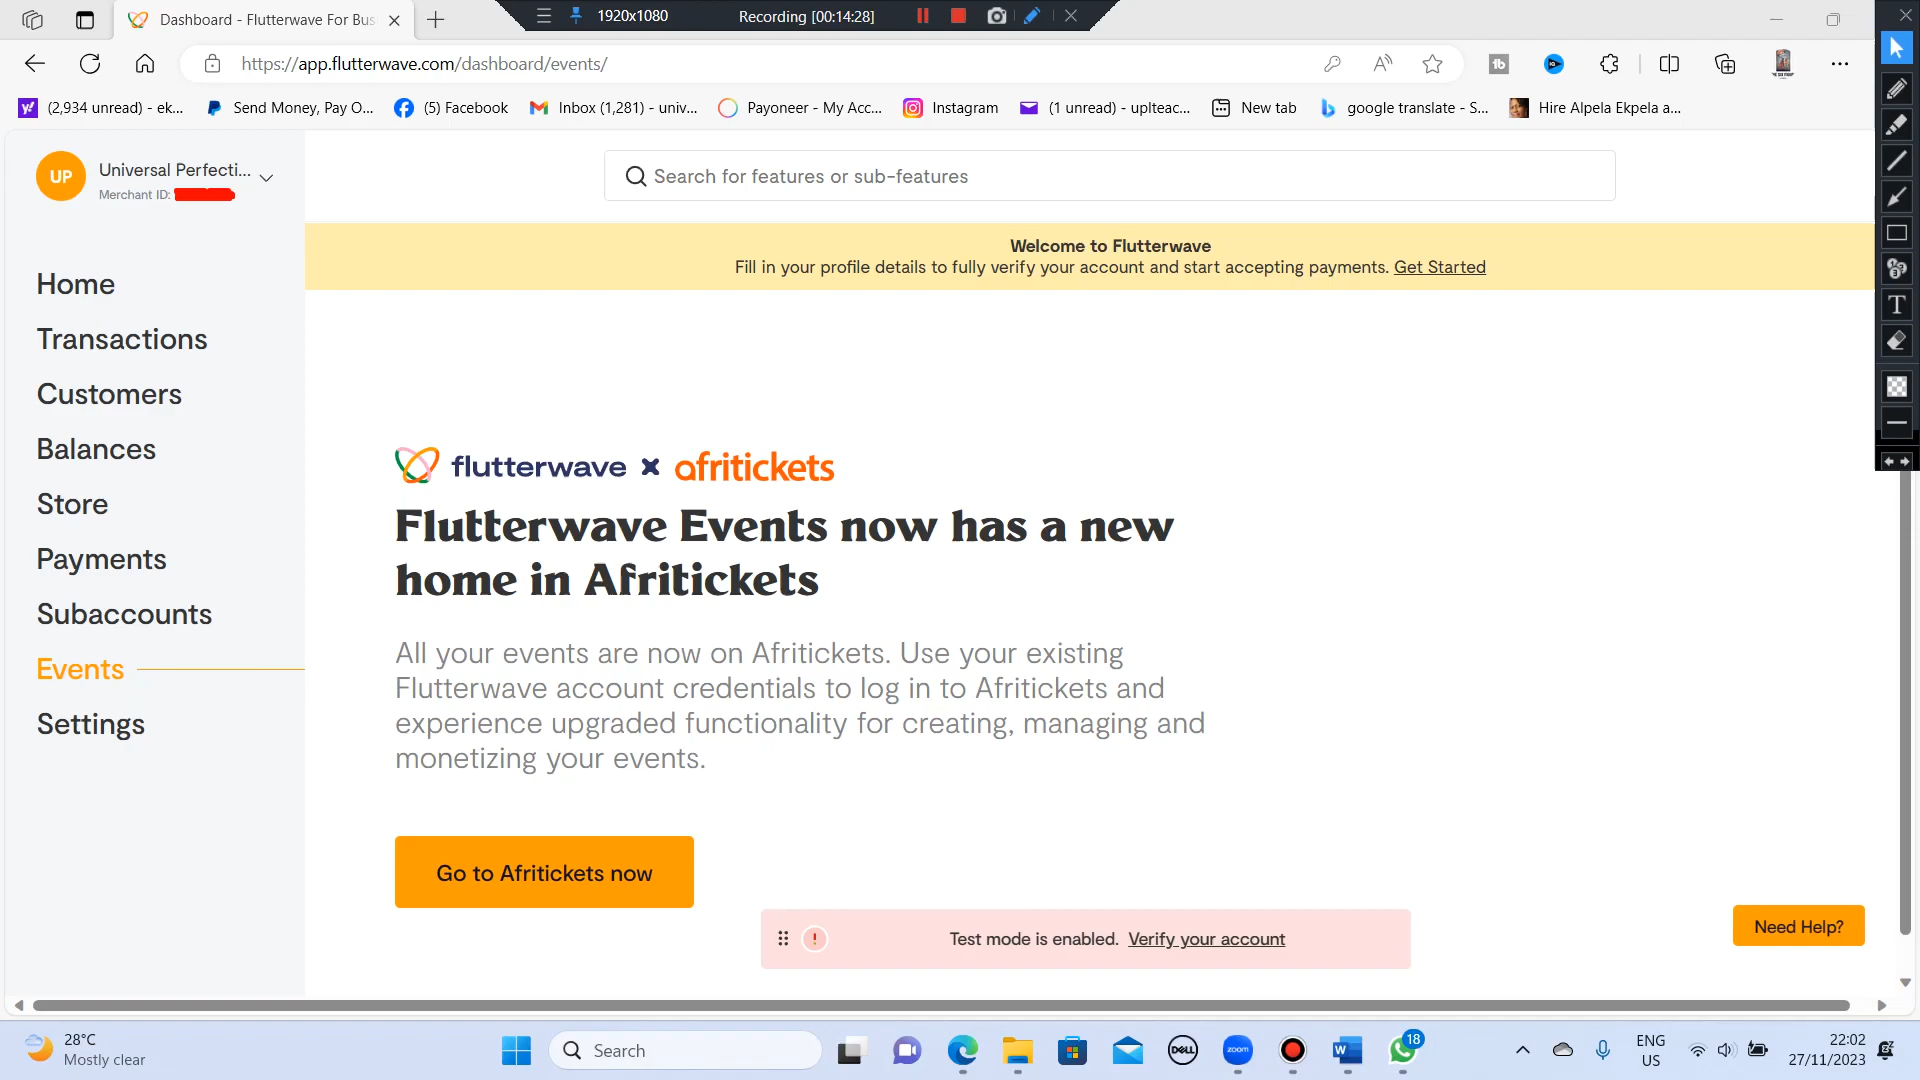 Dashboard - Flutterwave For Bus
1920x1080
Recording [00:14:28]
https://app.flutterwave.com/dashboard/events/
(2,934 unread) - ek...
Send Money, Pay O...
(5) Facebook
Inbox (1,281) - univ...
Payoneer - My Acc...
Instagram
(1 unread) - uplteac...
New tab
google translate - S...
Hire Alpela Ekpela a...
UP
Universal Perfecti...
Merchant ID:
Search for features or sub-features
Welcome to Flutterwave
Fill in your profile details to fully verify your account and start accepting payments. Get Started
Home
Transactions
Customers
Balances
Store
Payments
Subaccounts
Events
Settings
flutterwave x afritickets
Flutterwave Events now has a new
home in Afritickets
All your events are now on Afritickets. Use your existing
Flutterwave account credentials to log in to Afritickets and
experience upgraded functionality for creating, managing and
monetizing your events.
Go to Afritickets now
Test mode is enabled. Verify your account
Need Help?
28°C
Mostly clear
Search
DELL
zoom
18
ENG
US
22:02
27/11/2023